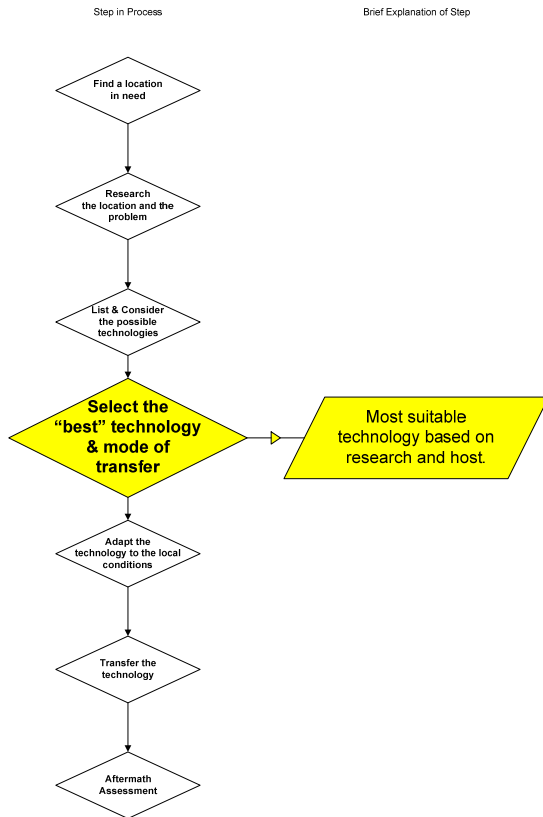 Step in Process
Brief Explanation of Step
Find a location
in need
Research
the location and the
problem
List & Consider
the possible
technologies
Select the
“best” technology
& mode of
transfer
Most suitable
technology based on
research and host.
Adapt the
technology to the local
conditions
Transfer the
technology
Aftermath
Assessment